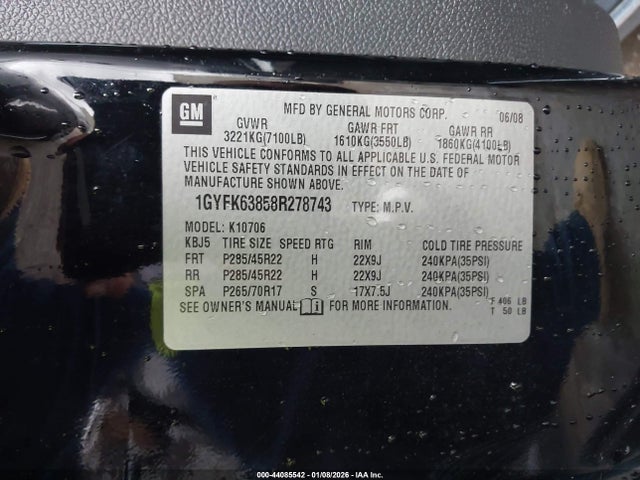 GM
MFD BY GENERAL MOTORS CORP. 06/08
GVWR GAWR FRT GAWR RR
3221KG(7100LB) 1610KG(3550LB) 1860KG(4100LB)
THIS VEHICLE CONFORMS TO ALL APPLICABLE U.S. FEDERAL MOTOR
VEHICLE SAFETY STANDARDS IN EFFECT ON THE DATE OF
MANUFACTURE SHOWN ABOVE.
1GYFK63858R278743 TYPE: M.P.V.
MODEL: K10706
KBJ5 TIRE SIZE SPEED RTG RIM COLD TIRE PRESSURE
FRT P285/45R22 H 22X9J 240KPA(35PSI)
RR P285/45R22 H 22X9J 240KPA(35PSI)
SPA P265/70R17 S 17X7.5J 240KPA(35PSI)
SEE OWNER'S MANUAL FOR MORE INFORMATION.
F 406 LB
T 50 LB
000-44085542 - 01/08/2026 - IAAI.com